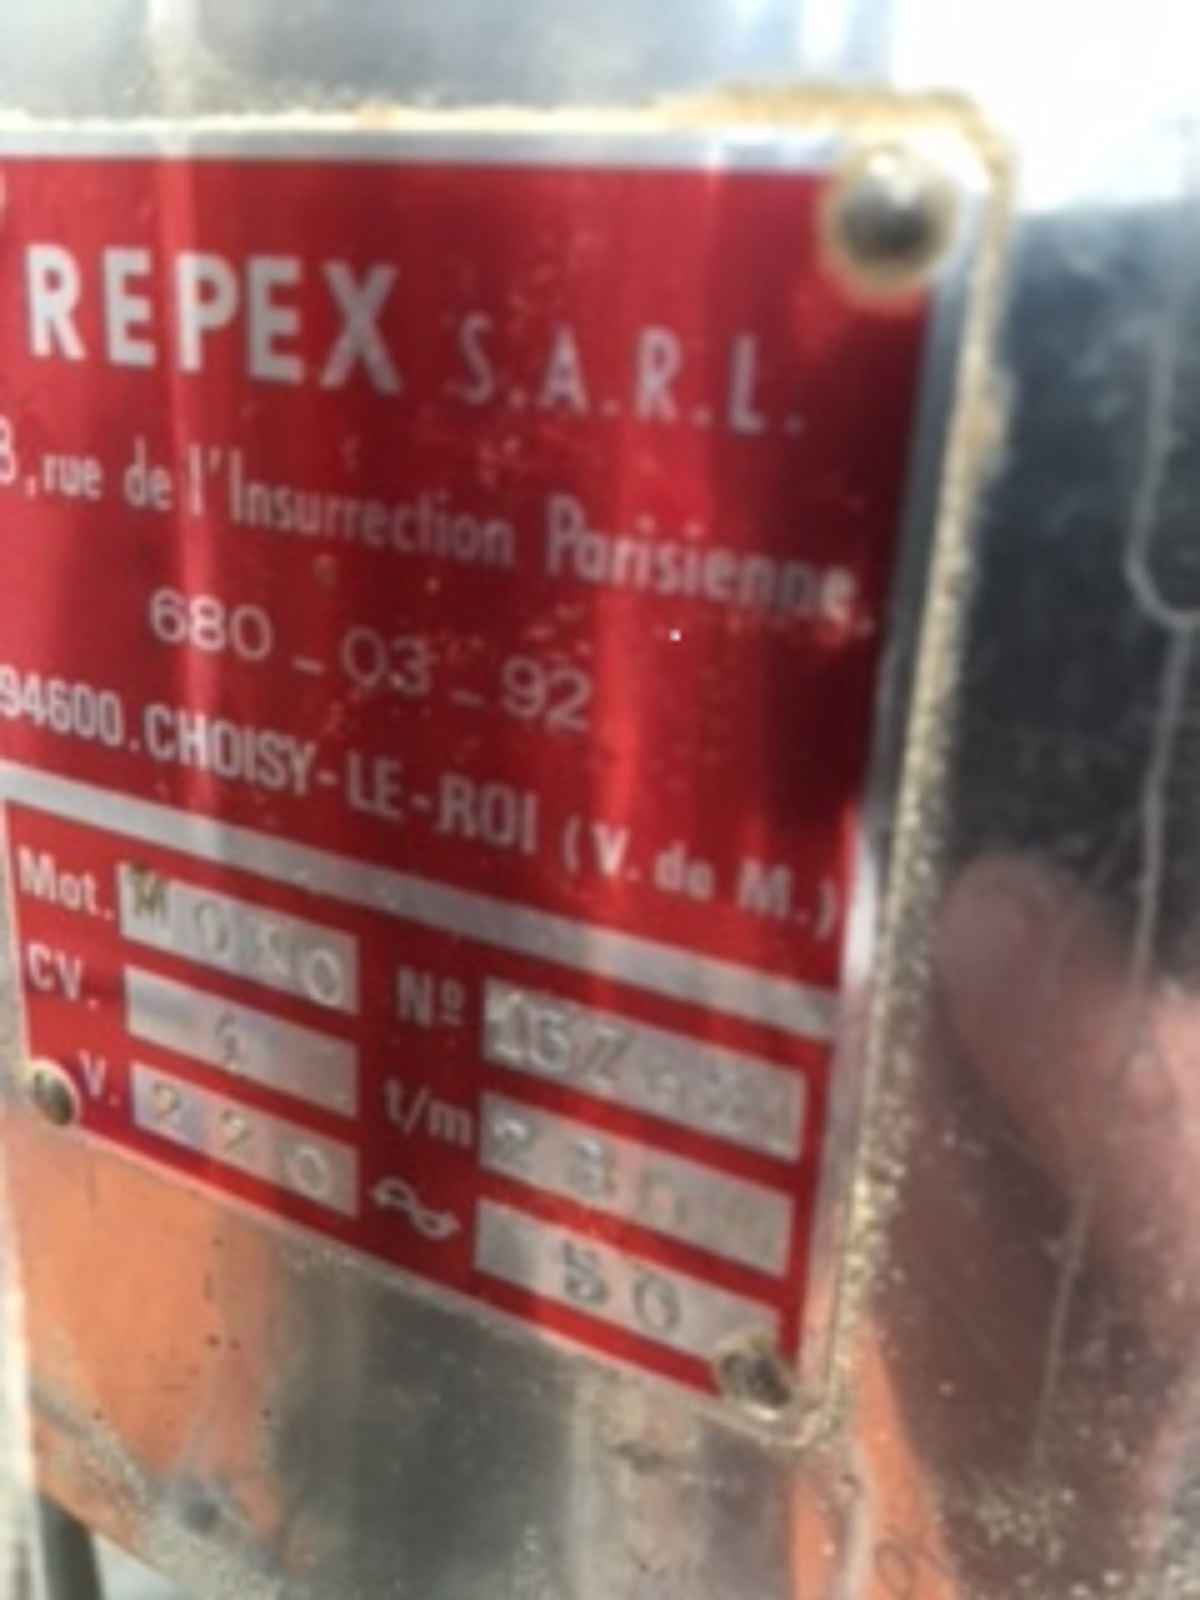 REPEX S.A.R.L.
, rue de l'Insurrection Parisienne.
680 - 03 - 92
94600. CHOISY-LE-ROI (V. de M.)
Mot. MONO
Nº
CV.
t/m
V. 220
~ 50